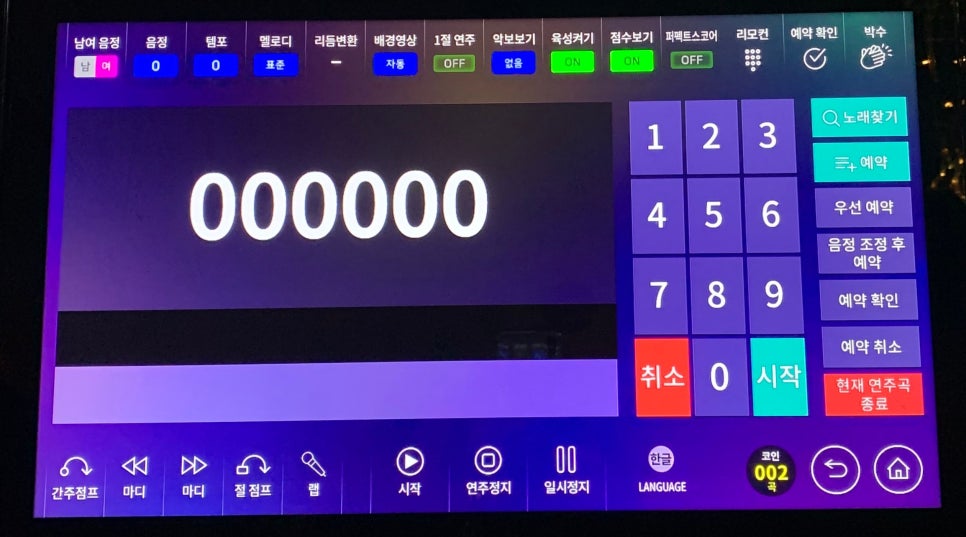 남여 음정
음정
템포
멜로디
리듬변환
배경영상
1절 연주
악보보기
육성켜기
점수보기
퍼펙트스코어
리모컨
예약 확인
박수
남 여
0
0
표준
–
자동
OFF
없음
ON
ON
OFF
000000
1 2 3
4 5 6
7 8 9
취소 0 시작
노래찾기
예약
우선 예약
음정 조정 후
예약
예약 확인
예약 취소
현재 연주곡
종료
간주점프
마디
마디
절 점프
랩
시작
연주정지
일시정지
한글
LANGUAGE
코인
002
곡